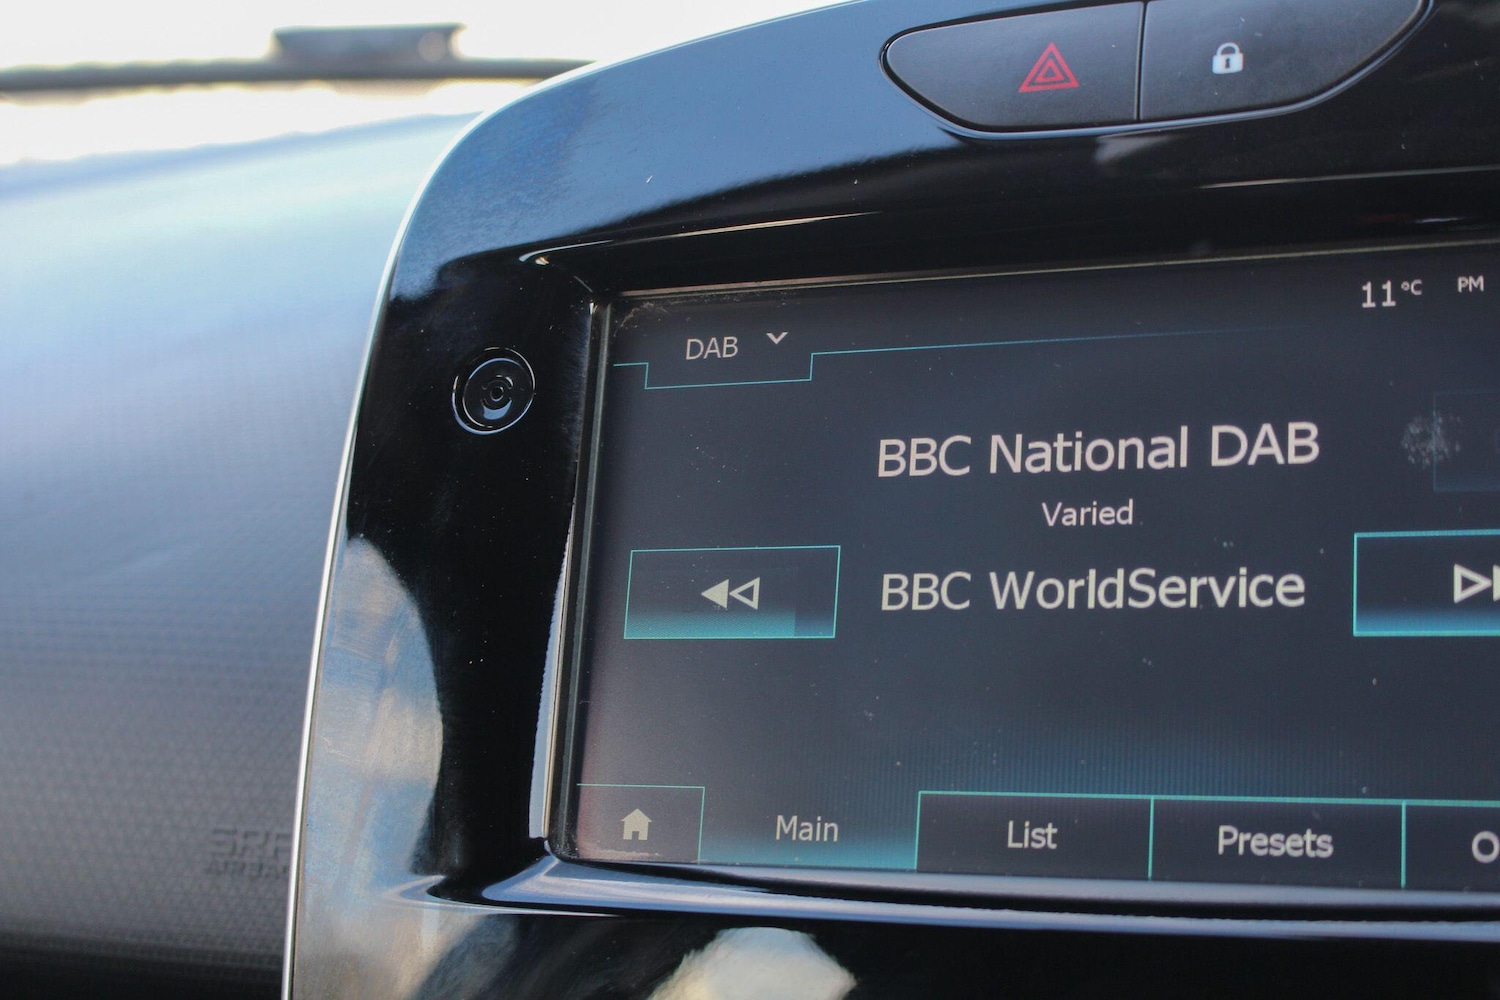 11°C PM
DAB
BBC National DAB
Varied
BBC WorldService
Main List Presets